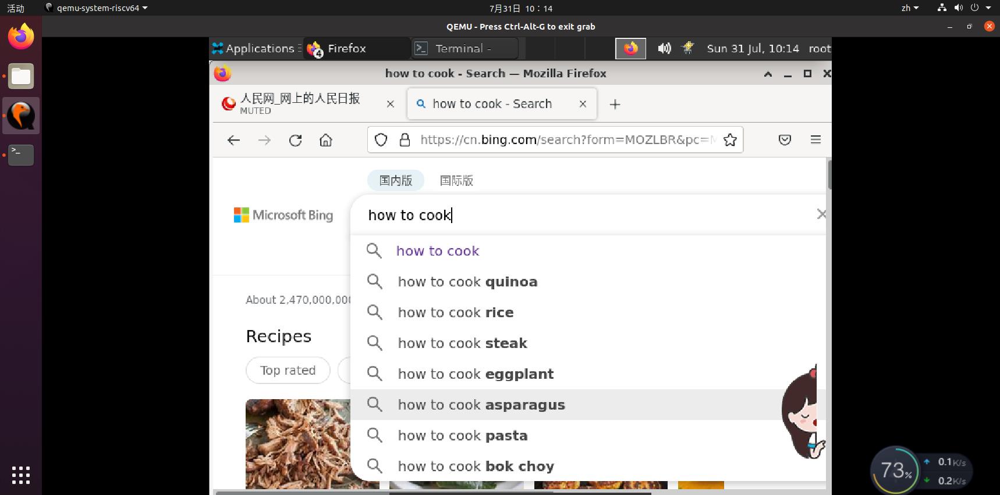 活动 qemu-system-riscv64 7月31日 10：14 zh
QEMU - Press Ctrl-Alt-G to exit grab
Applications Firefox Terminal - Sun 31 Jul, 10:14 root
4
how to cook - Search — Mozilla Firefox
人民网_网上的人民日报
MUTED
how to cook - Search
https://cn.bing.com/search?form=MOZLBR&pc=M
国内版 国际版
Microsoft Bing
how to cook
how to cook
how to cook quinoa
About 2,470,000,000
how to cook rice
Recipes
how to cook steak
Top rated
how to cook eggplant
how to cook asparagus
how to cook pasta
how to cook bok choy
73%
0.1K/s
0.2K/s